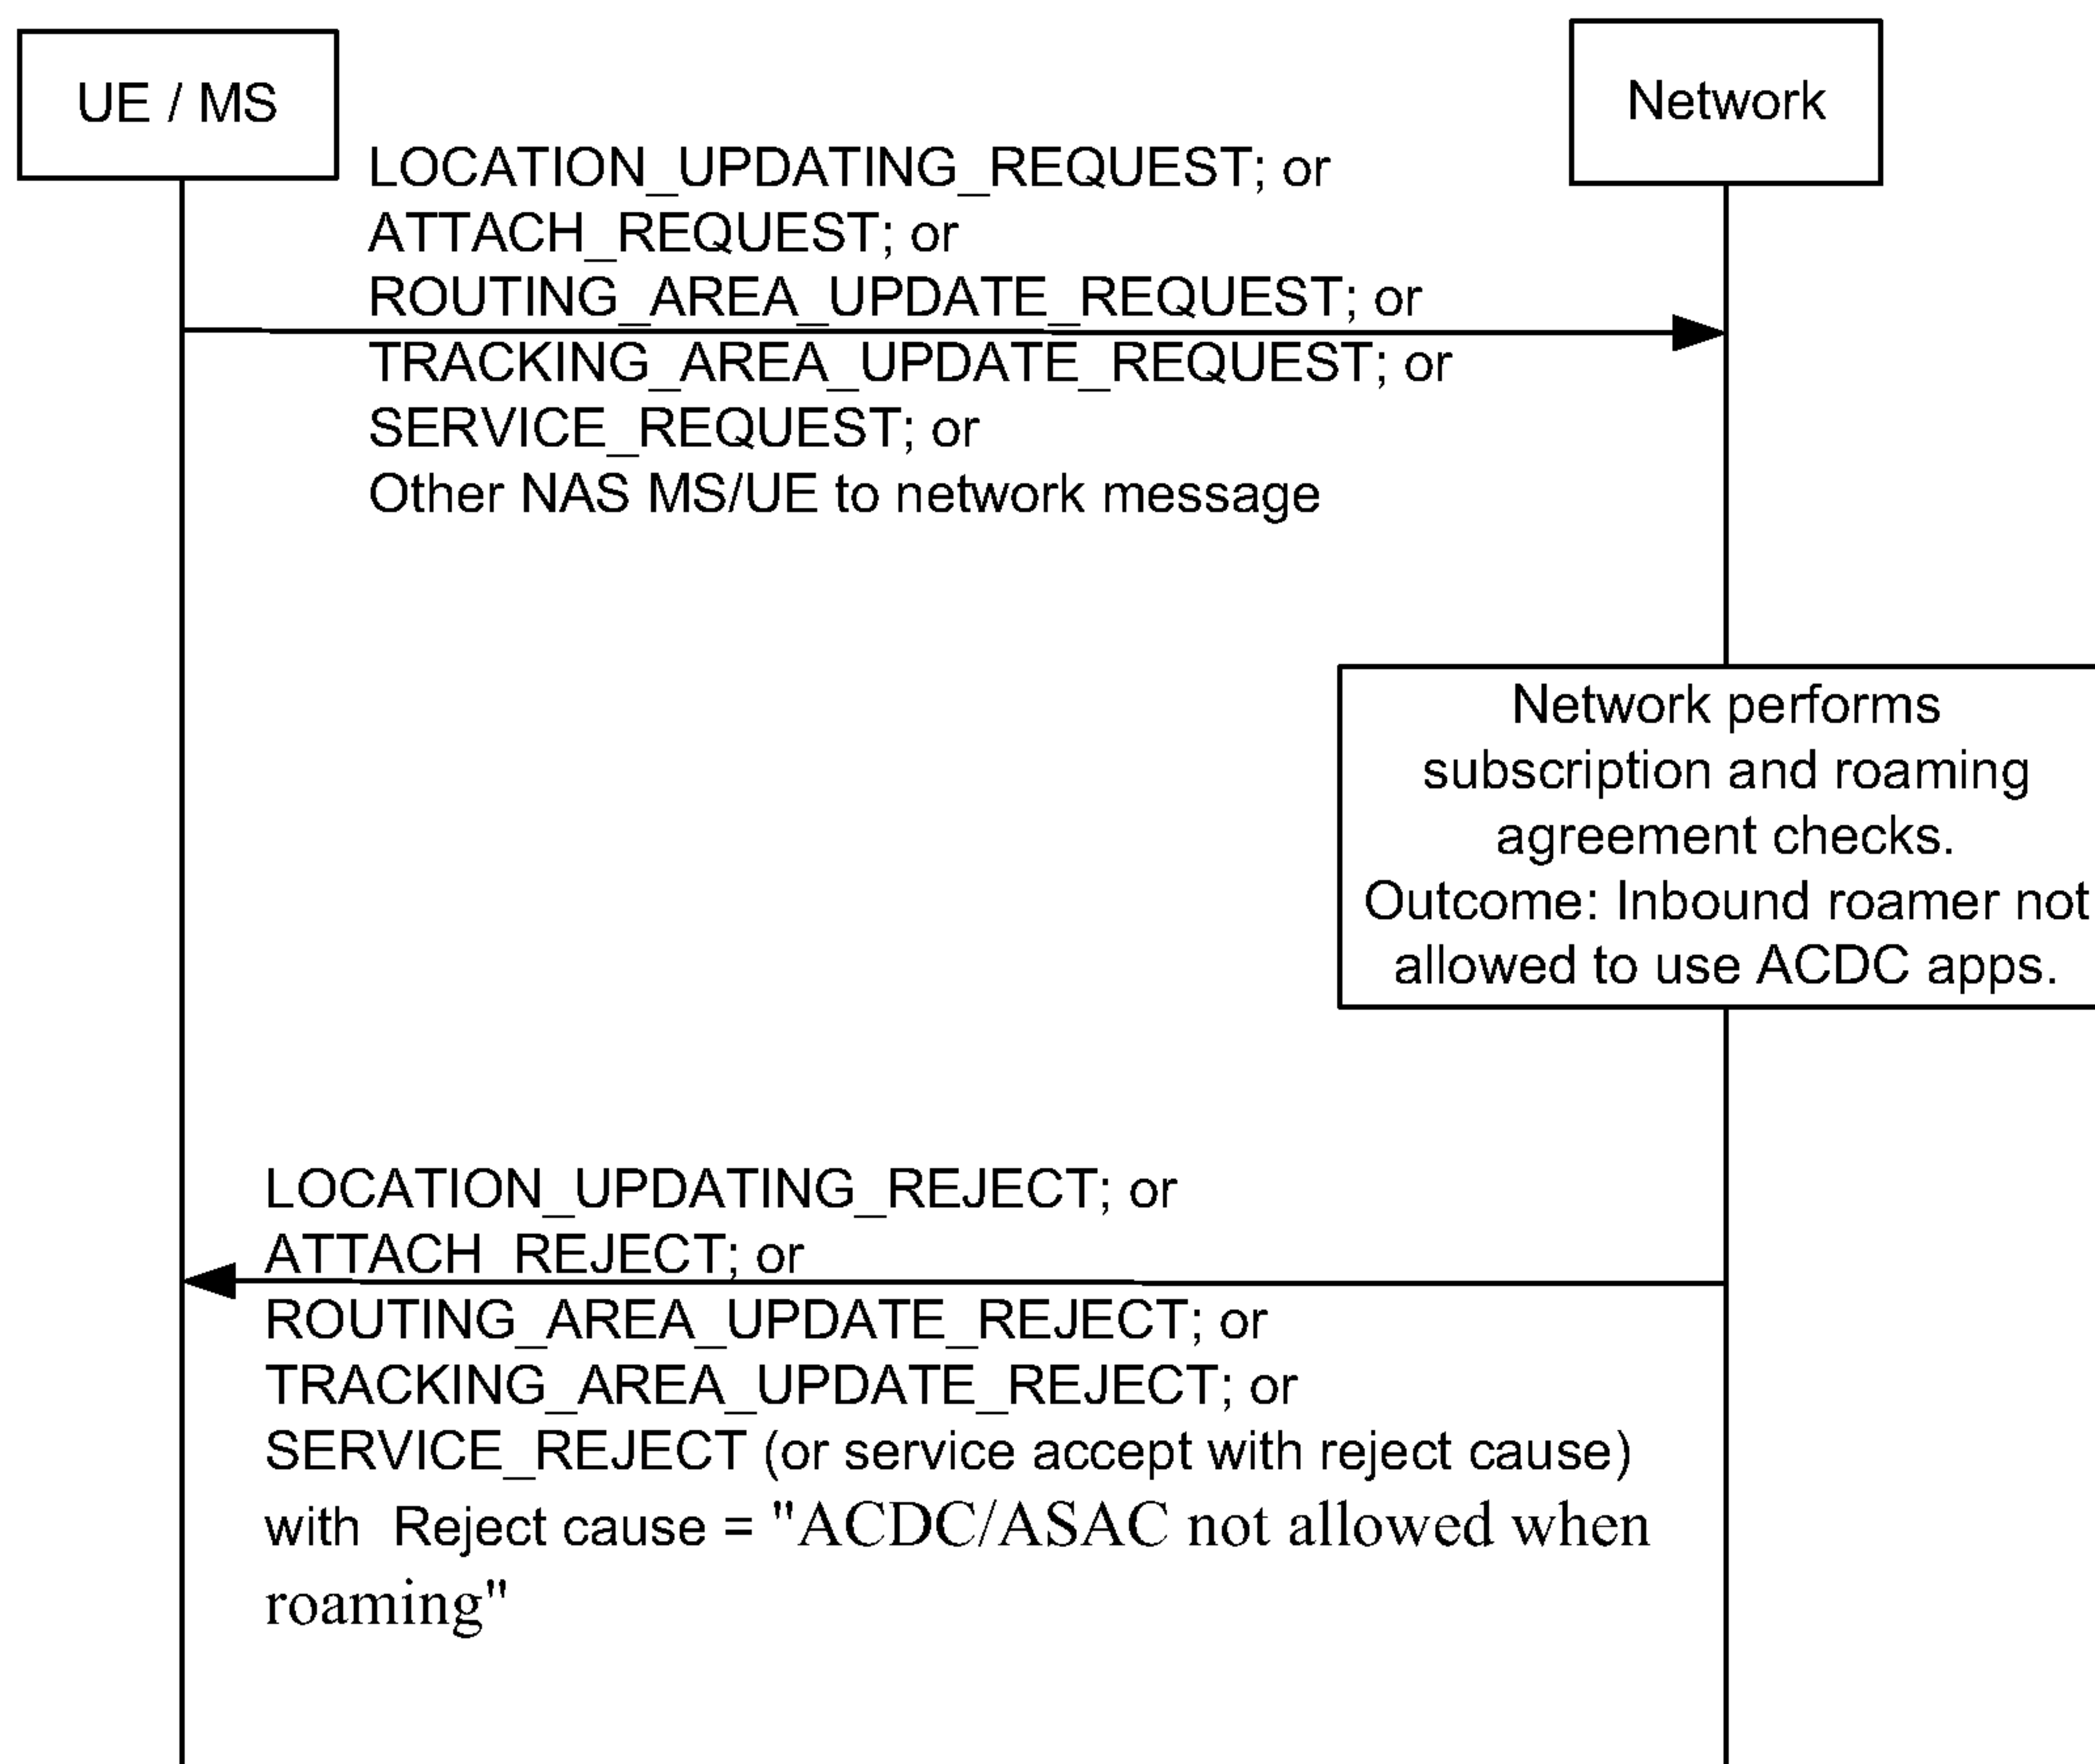 UE / MS
Network
LOCATION_UPDATING_REQUEST; or
ATTACH_REQUEST; or
ROUTING_AREA_UPDATE_REQUEST; or
TRACKING_AREA_UPDATE_REQUEST; or
SERVICE_REQUEST; or
Other NAS MS/UE to network message
Network performs
subscription and roaming
agreement checks.
Outcome: Inbound roamer not
allowed to use ACDC apps.
LOCATION_UPDATING_REJECT; or
ATTACH_REJECT; or
ROUTING_AREA_UPDATE_REJECT; or
TRACKING_AREA_UPDATE_REJECT; or
SERVICE_REJECT (or service accept with reject cause)
with  Reject cause = "ACDC/ASAC not allowed when
roaming"